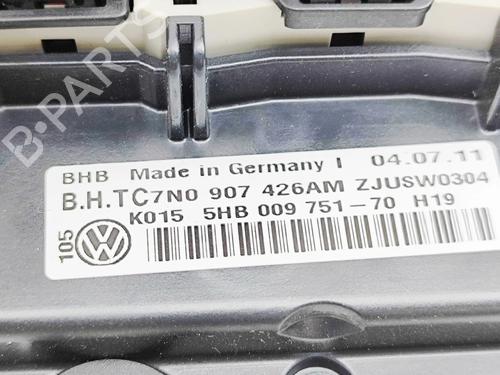 B-PARTS
BHB Made in Germany I 04.07.11
B.H.TC7N0 907 426AM ZJUSW0304
K015 5HB 009 751-70 H19
105